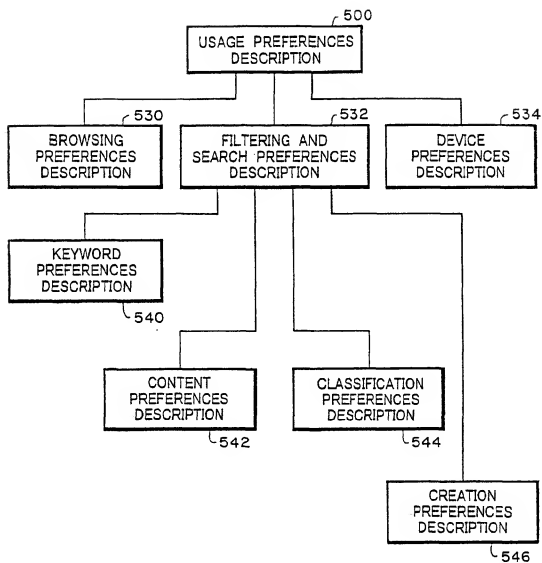 500
USAGE PREFERENCES
DESCRIPTION
530
BROWSING
PREFERENCES
DESCRIPTION
532
FILTERING AND
SEARCH PREFERENCES
DESCRIPTION
534
DEVICE
PREFERENCES
DESCRIPTION
KEYWORD
PREFERENCES
DESCRIPTION
540
CONTENT
PREFERENCES
DESCRIPTION
542
CLASSIFICATION
PREFERENCES
DESCRIPTION
544
CREATION
PREFERENCES
DESCRIPTION
546